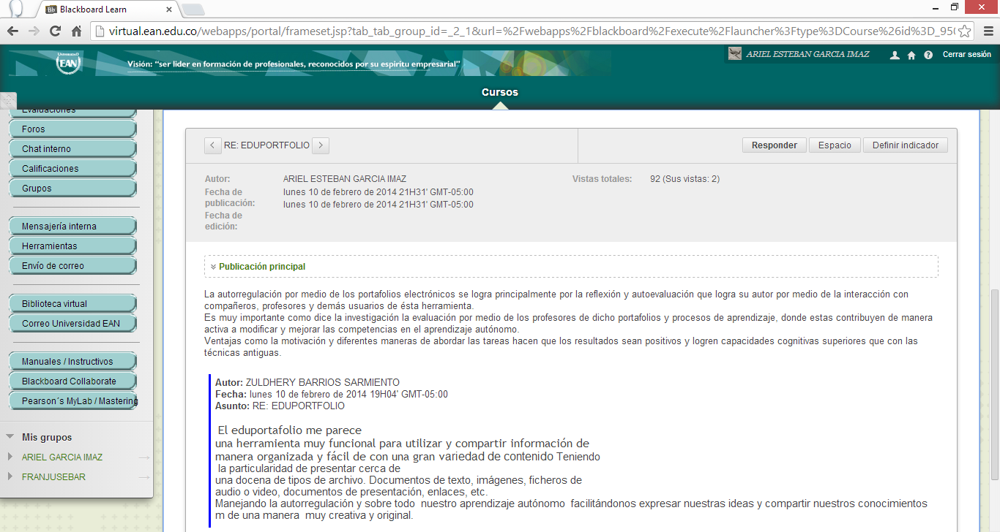 Blackboard Learn
virtual.ean.edu.co/webapps/portal/frameset.jsp?tab_tab_group_id=_2_1&url=%2Fwebapps%2Fblackboard%2Fexecute%2Flauncher%3Ftype%3DCourse%26id%3D_950
EAN
Visión: "ser lider en formación de profesionales, reconocidos por su espiritu empresarial"
ARIEL ESTEBAN GARCIA IMAZ
Cerrar sesión
Cursos
Evaluaciones
Foros
Chat interno
Calificaciones
Grupos
Mensajería interna
Herramientas
Envío de correo
Biblioteca virtual
Correo Universidad EAN
Manuales / Instructivos
Blackboard Collaborate
Pearson´s MyLab / Mastering
Mis grupos
ARIEL GARCIA IMAZ
FRANJUSEBAR
RE: EDUPORTFOLIO
Responder
Espacio
Definir indicador
Autor: ARIEL ESTEBAN GARCIA IMAZ
Vistas totales: 92 (Sus vistas: 2)
Fecha de publicación: lunes 10 de febrero de 2014 21H31' GMT-05:00
Fecha de edición: lunes 10 de febrero de 2014 21H31' GMT-05:00
Publicación principal
La autorregulación por medio de los portafolios electrónicos se logra principalmente por la reflexión y autoevaluación que logra su autor por medio de la interacción con
compañeros, profesores y demás usuarios de ésta herramienta.
Es muy importante como dice la investigación la evaluación por medio de los profesores de dicho portafolios y procesos de aprendizaje, donde estas contribuyen de manera
activa a modificar y mejorar las competencias en el aprendizaje autónomo.
Ventajas como la motivación y diferentes maneras de abordar las tareas hacen que los resultados sean positivos y logren capacidades cognitivas superiores que con las
técnicas antiguas.
Autor: ZULDHERY BARRIOS SARMIENTO
Fecha: lunes 10 de febrero de 2014 19H04' GMT-05:00
Asunto: RE: EDUPORTFOLIO
El eduportafolio me parece
una herramienta muy funcional para utilizar y compartir información de
manera organizada y fácil de con una gran variedad de contenido Teniendo
la particularidad de presentar cerca de
una docena de tipos de archivo. Documentos de texto, imágenes, ficheros de
audio o video, documentos de presentación, enlaces, etc.
Manejando la autorregulación y sobre todo nuestro aprendizaje autónomo facilitándonos expresar nuestras ideas y compartir nuestros conocimientos
m de una manera muy creativa y original.